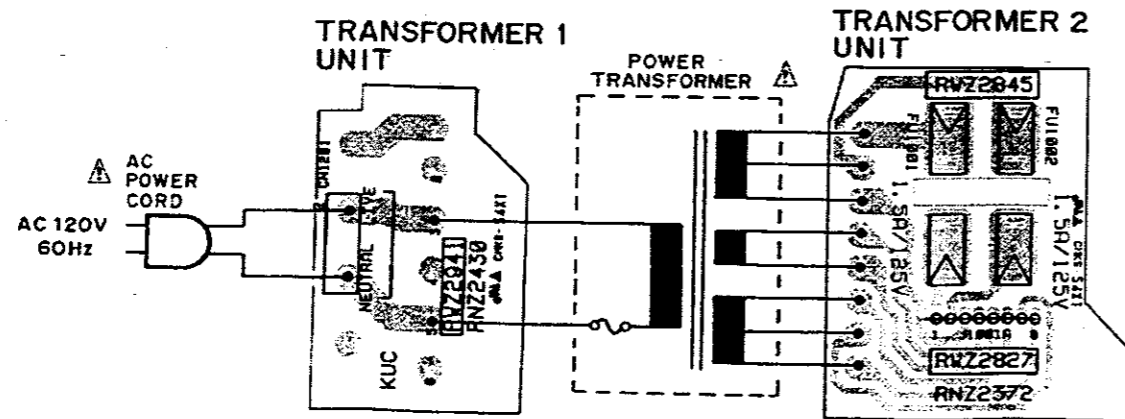 TRANSFORMER 1
UNIT
TRANSFORMER 2
UNIT
POWER
TRANSFORMER
AC
POWER
CORD
AC 120V
60Hz
CN1201
LIVE
NEUTRAL
RWZ2941
RNZ2430
KUC
RWZ2845
FU1001
FU1002
1.5A/125V
1.5A/125V
RWZ2827
RNZ2372